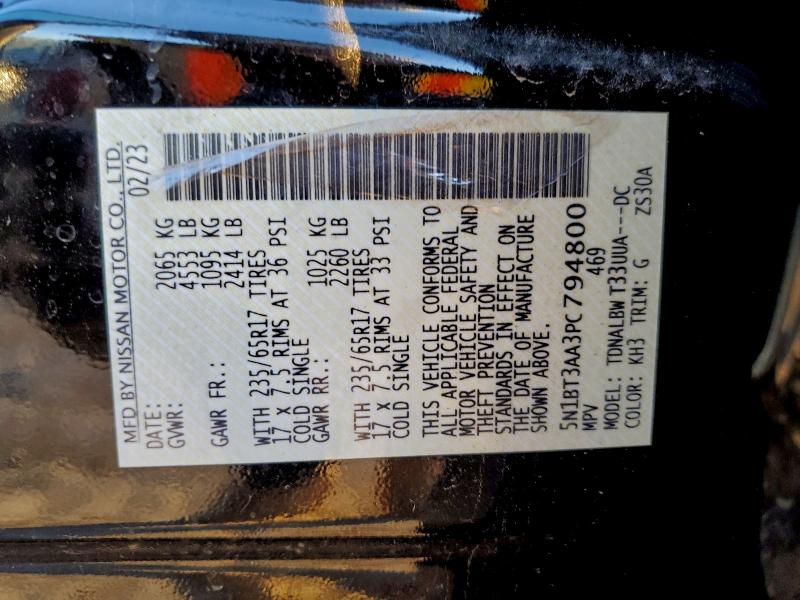 MFD BY NISSAN MOTOR CO., LTD.
DATE: 02/23
GVWR: 2065 KG
4553 LB
GAWR FR.: 1095 KG
2414 LB
WITH 235/65R17 TIRES
17 X 7.5 RIMS AT 36 PSI
COLD SINGLE
GAWR RR.: 1025 KG
2260 LB
WITH 235/65R17 TIRES
17 X 7.5 RIMS AT 33 PSI
COLD SINGLE
THIS VEHICLE CONFORMS TO
ALL APPLICABLE FEDERAL
MOTOR VEHICLE SAFETY AND
THEFT PREVENTION
STANDARDS IN EFFECT ON
THE DATE OF MANUFACTURE
SHOWN ABOVE.
5N1BT3AA3PC794800
MPV 469
MODEL: TDNALBW T33UUA---DC
COLOR: KH3 TRIM: G ZS30A